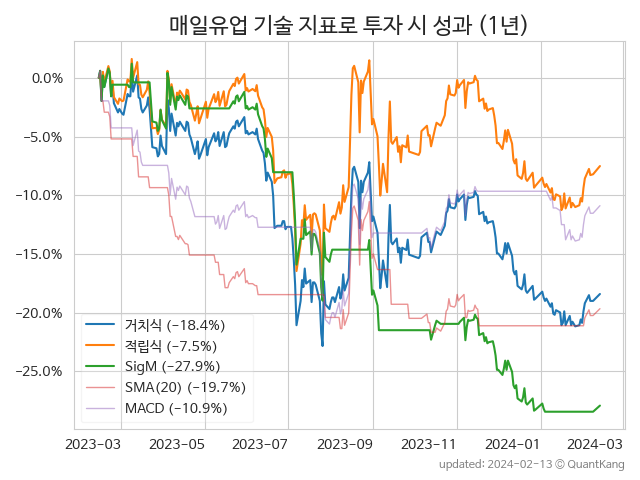 매일유업 기술 지표로 투자 시 성과 (1년)
0.0%
−5.0%
−10.0%
−15.0%
−20.0%
−25.0%
거치식 (−18.4%)
적립식 (−7.5%)
SigM (−27.9%)
SMA(20) (−19.7%)
MACD (−10.9%)
2023-03 2023-05 2023-07 2023-09 2023-11 2024-01 2024-03
updated: 2024-02-13 © QuantKang